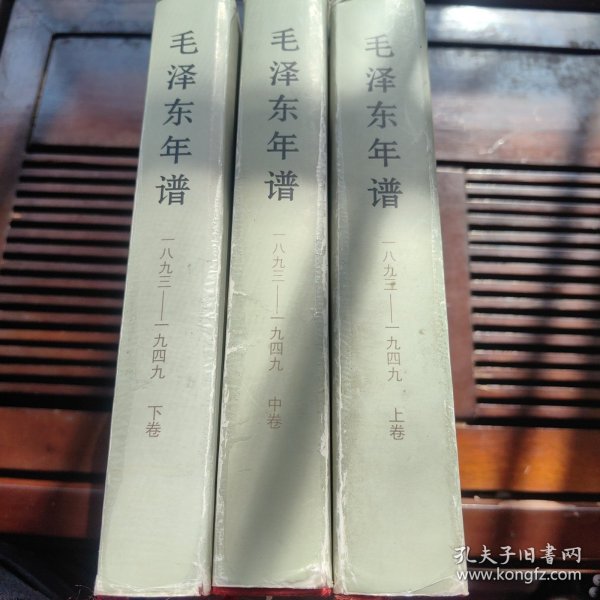 毛泽东年谱
一八九三——一九四九
下卷
毛泽东年谱
一八九三——一九四九
中卷
毛泽东年谱
一八九三——一九四九
上卷
孔夫子旧书网
www.kongfz.com